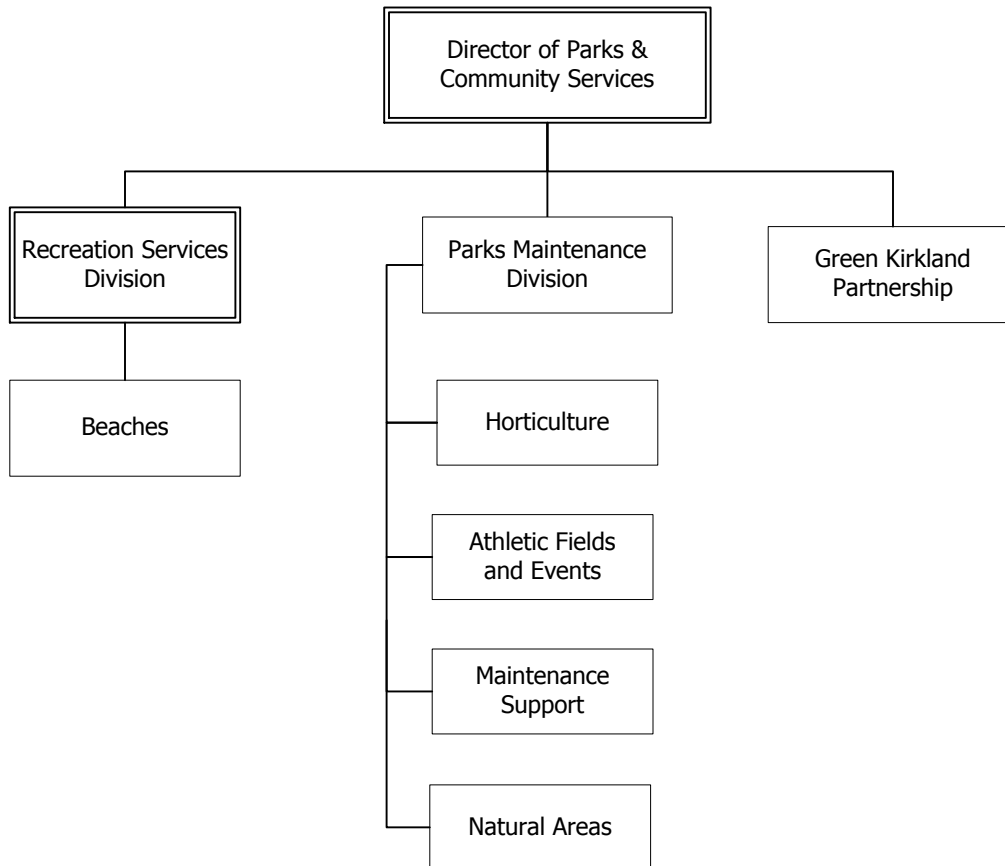 Director of Parks &
Community Services
Recreation Services
Division
Parks Maintenance
Division
Green Kirkland
Partnership
Beaches
Horticulture
Athletic Fields
and Events
Maintenance
Support
Natural Areas